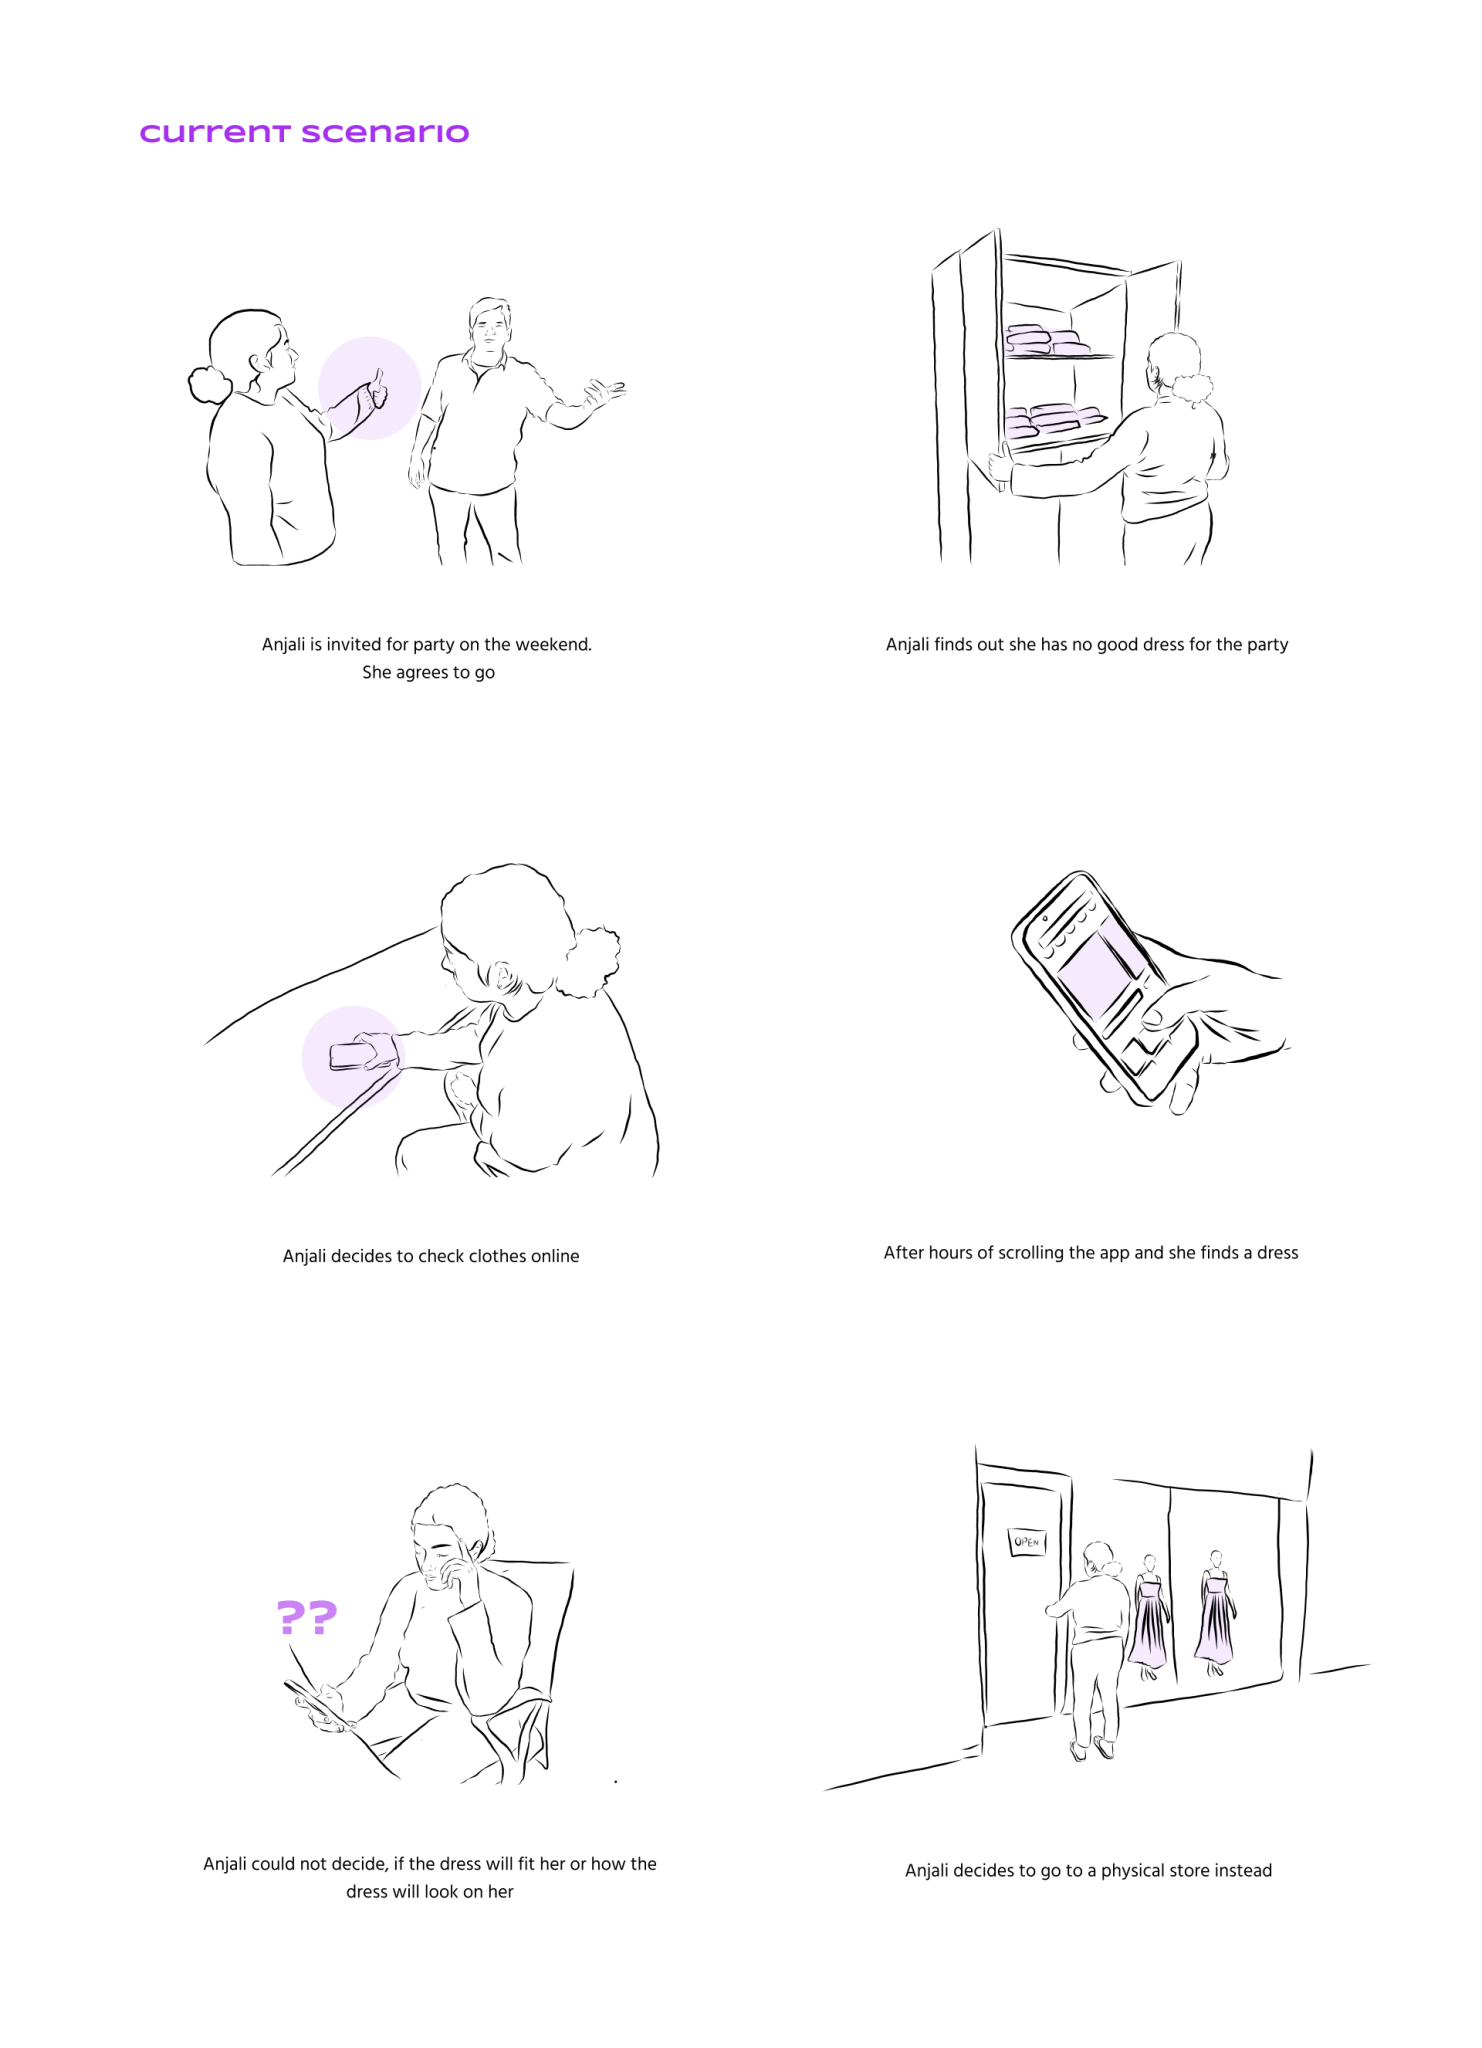 current scenario
Anjali is invited for party on the weekend.
She agrees to go
Anjali finds out she has no good dress for the party
Anjali decides to check clothes online
After hours of scrolling the app and she finds a dress
??
OPEN
Anjali could not decide, if the dress will fit her or how the
dress will look on her
Anjali decides to go to a physical store instead